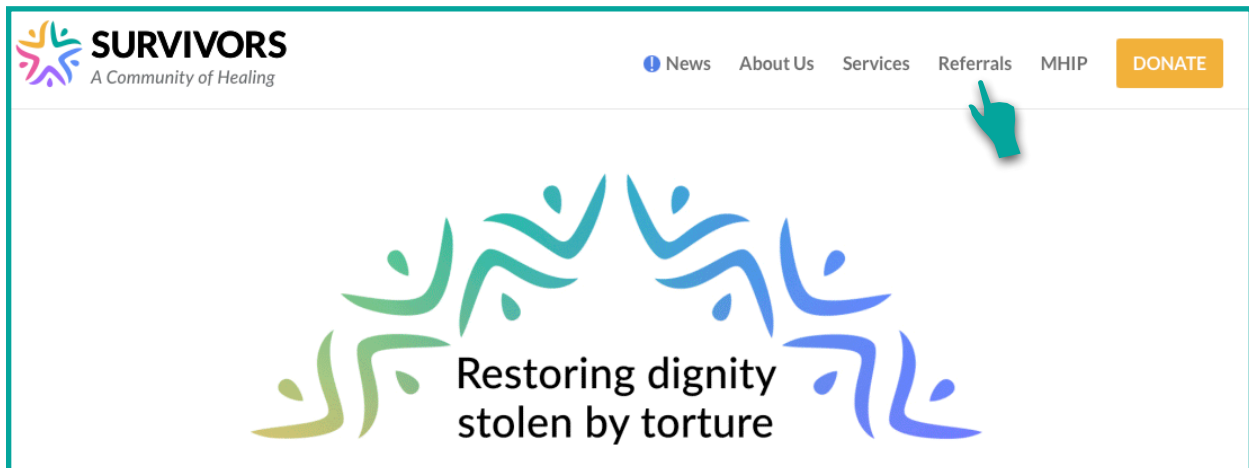 SURVIVORS
A Community of Healing
! News About Us Services Referrals MHIP DONATE
Restoring dignity
stolen by torture